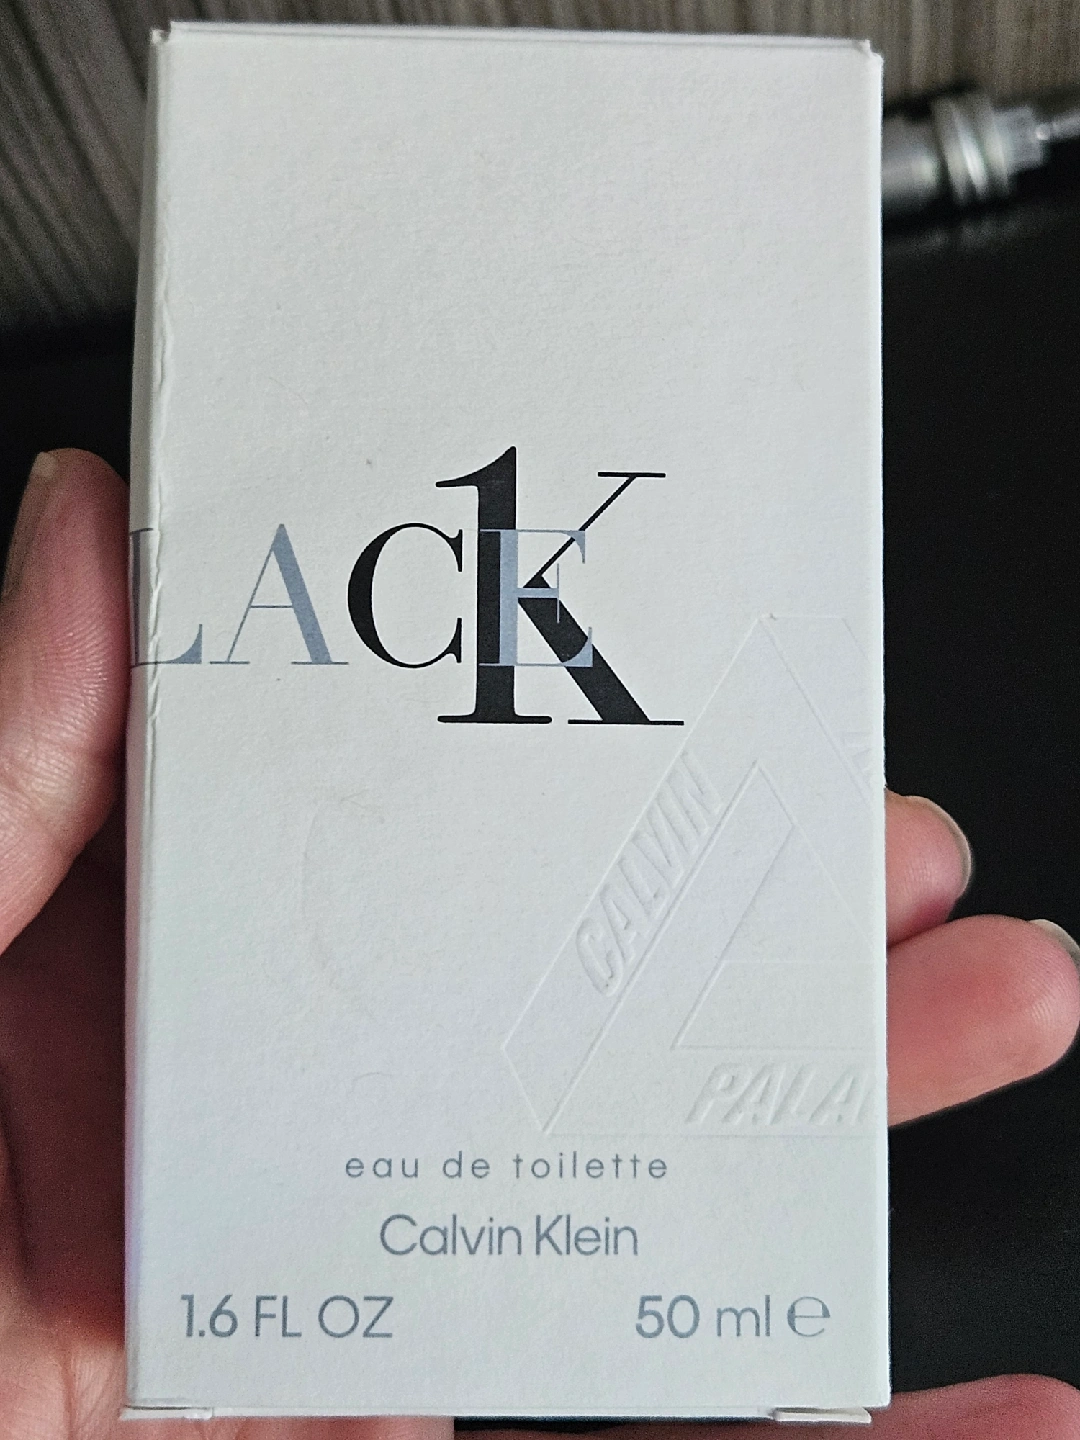 LACE
CK1
CALVIN
PALA
eau de toilette
Calvin Klein
1.6 FL OZ 50 ml ℮